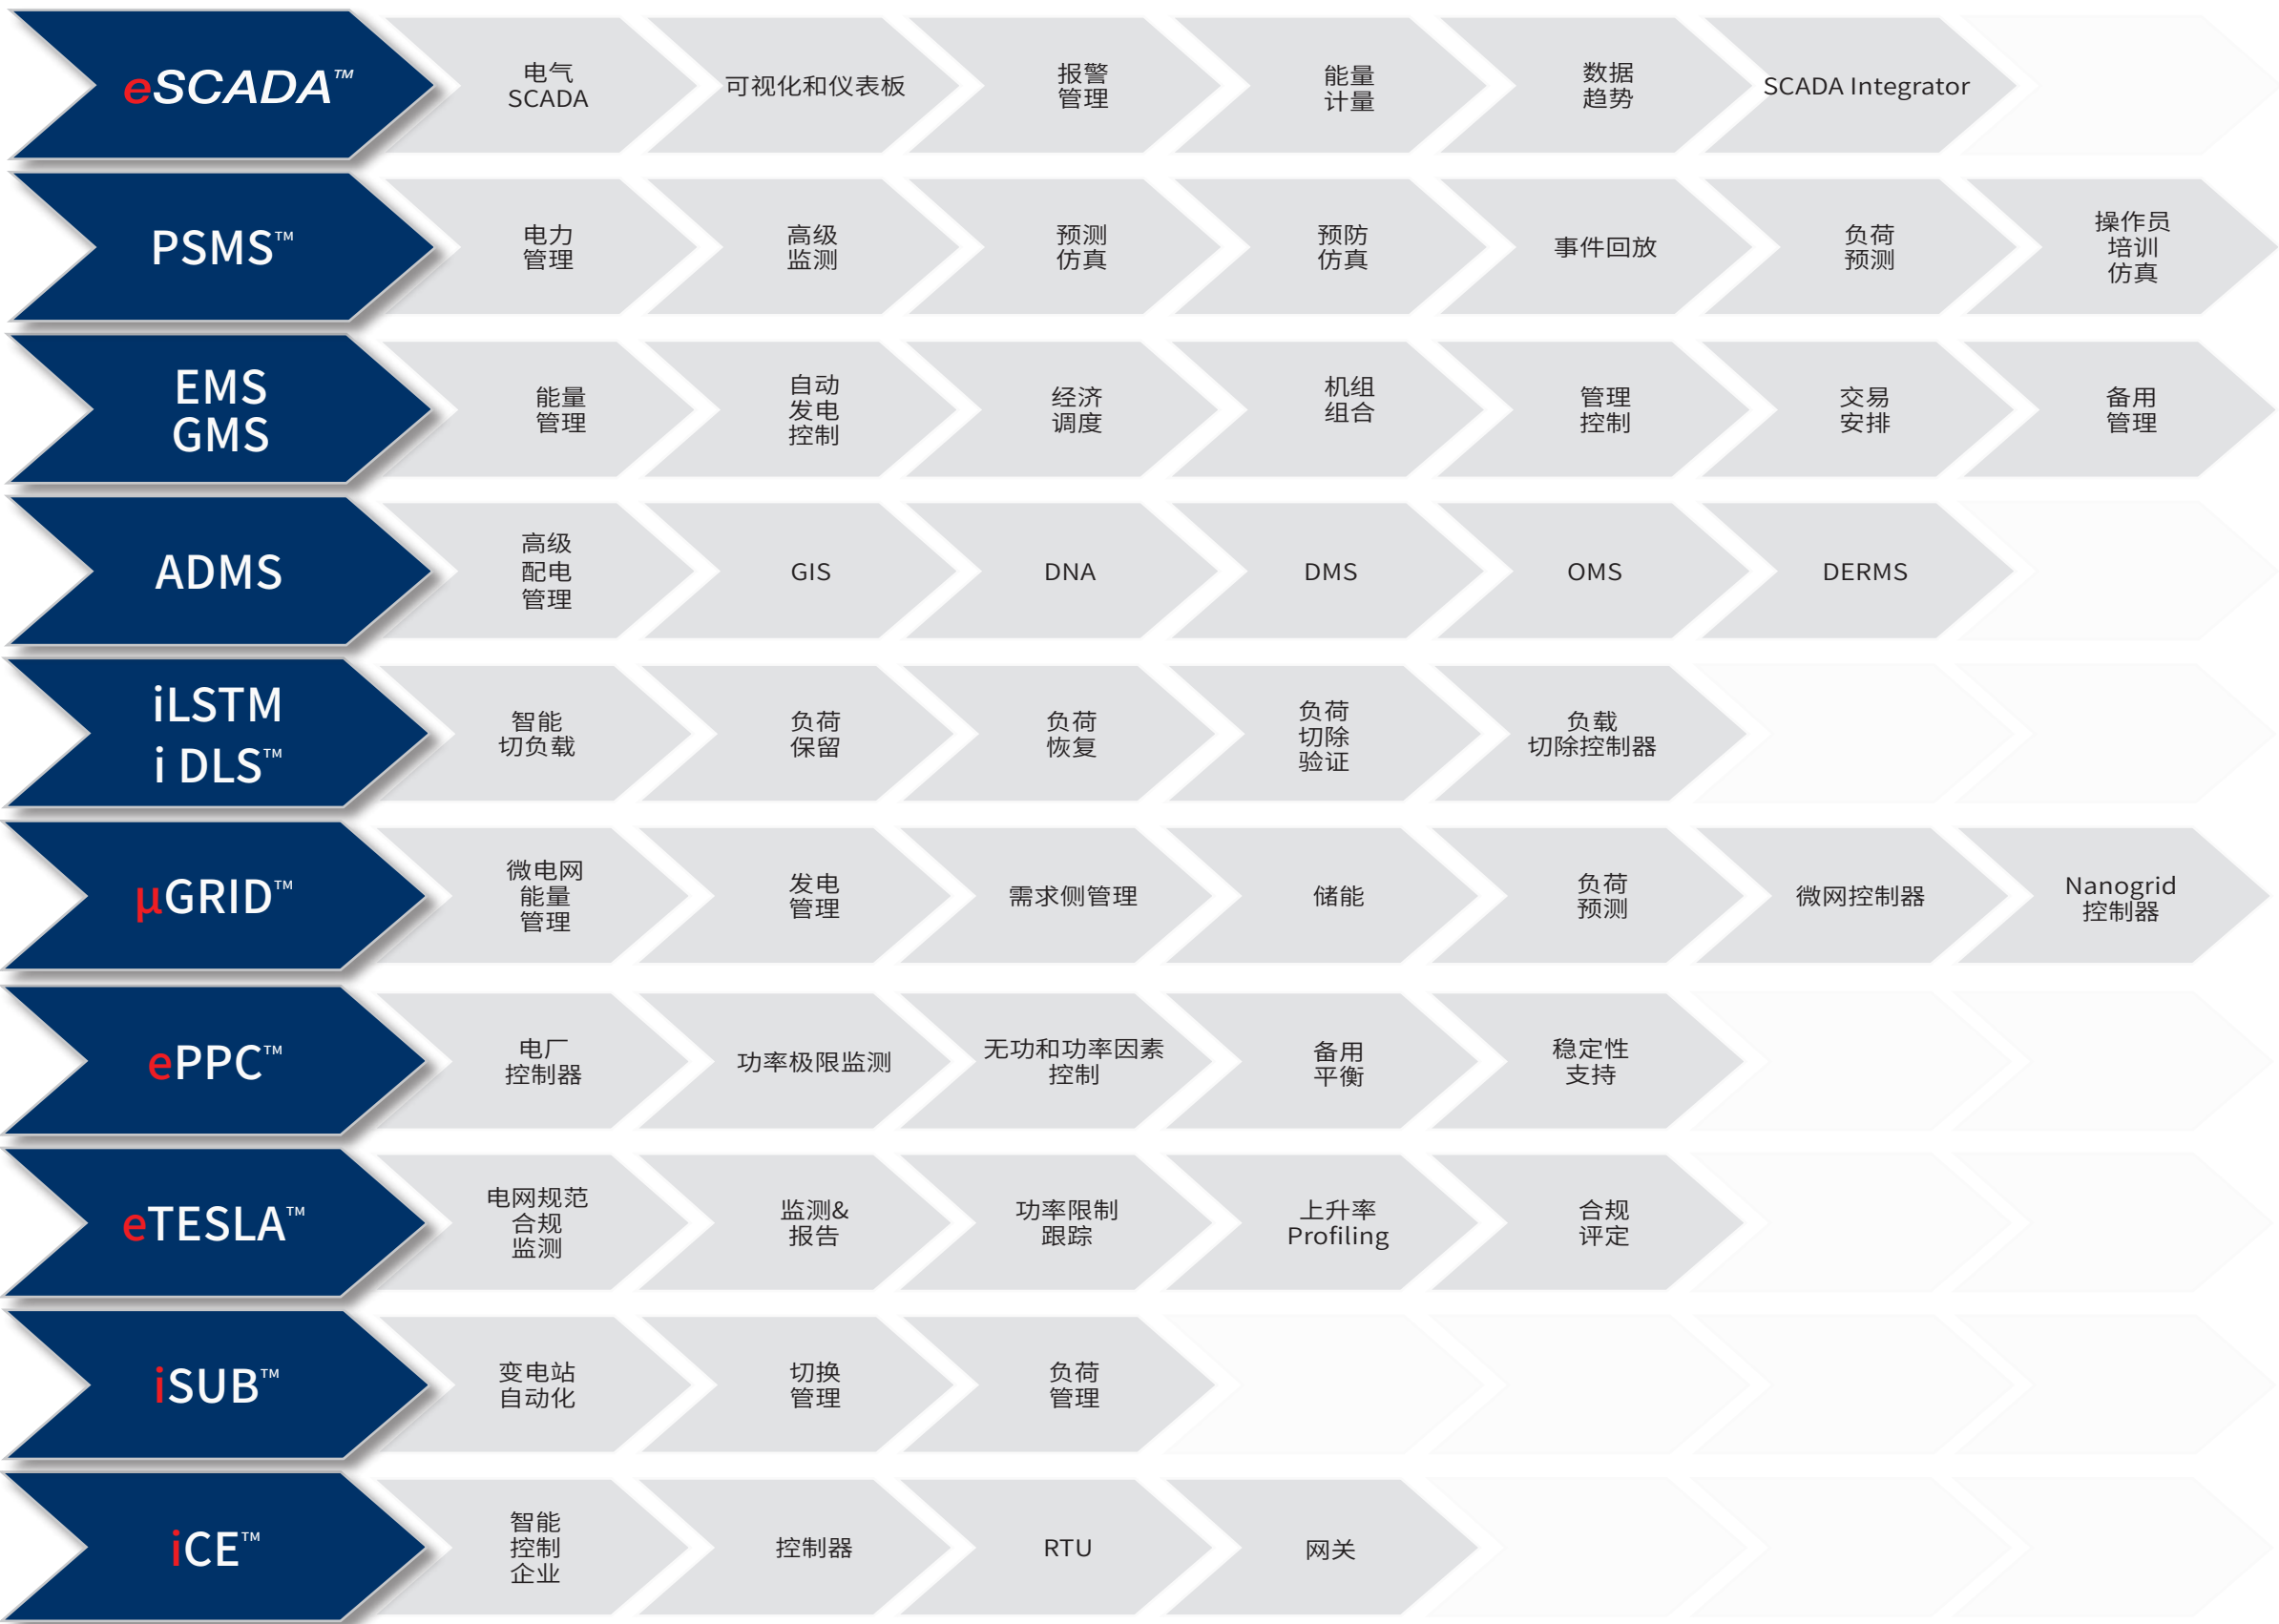 eSCADA™
电气
SCADA
可视化和仪表板
报警
管理
能量
计量
数据
趋势
SCADA Integrator
PSMS™
电力
管理
高级
监测
预测
仿真
预防
仿真
事件回放
负荷
预测
操作员
培训
仿真
EMS
GMS
能量
管理
自动
发电
控制
经济
调度
机组
组合
管理
控制
交易
安排
备用
管理
ADMS
高级
配电
管理
GIS
DNA
DMS
OMS
DERMS
iLSTM
i DLS™
智能
切负载
负荷
保留
负荷
恢复
负荷
切除
验证
负载
切除控制器
μGRID™
微电网
能量
管理
发电
管理
需求侧管理
储能
负荷
预测
微网控制器
Nanogrid
控制器
ePPC™
电厂
控制器
功率极限监测
无功和功率因素
控制
备用
平衡
稳定性
支持
eTESLA™
电网规范
合规
监测
监测&
报告
功率限制
跟踪
上升率
Profiling
合规
评定
iSUB™
变电站
自动化
切换
管理
负荷
管理
iCE™
智能
控制
企业
控制器
RTU
网关